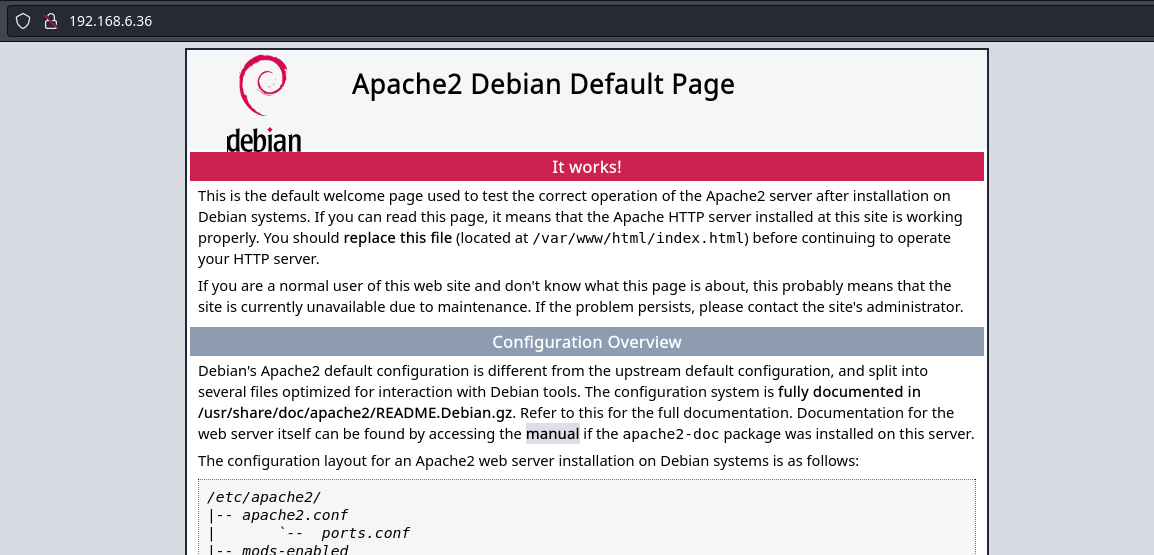 192.168.6.36
Apache2 Debian Default Page
debian
It works!
This is the default welcome page used to test the correct operation of the Apache2 server after installation on
Debian systems. If you can read this page, it means that the Apache HTTP server installed at this site is working
properly. You should replace this file (located at /var/www/html/index.html) before continuing to operate
your HTTP server.
If you are a normal user of this web site and don't know what this page is about, this probably means that the
site is currently unavailable due to maintenance. If the problem persists, please contact the site's administrator.
Configuration Overview
Debian's Apache2 default configuration is different from the upstream default configuration, and split into
several files optimized for interaction with Debian tools. The configuration system is fully documented in
/usr/share/doc/apache2/README.Debian.gz. Refer to this for the full documentation. Documentation for the
web server itself can be found by accessing the manual if the apache2-doc package was installed on this server.
The configuration layout for an Apache2 web server installation on Debian systems is as follows:
/etc/apache2/
|-- apache2.conf
|       `--  ports.conf
|-- mods-enabled